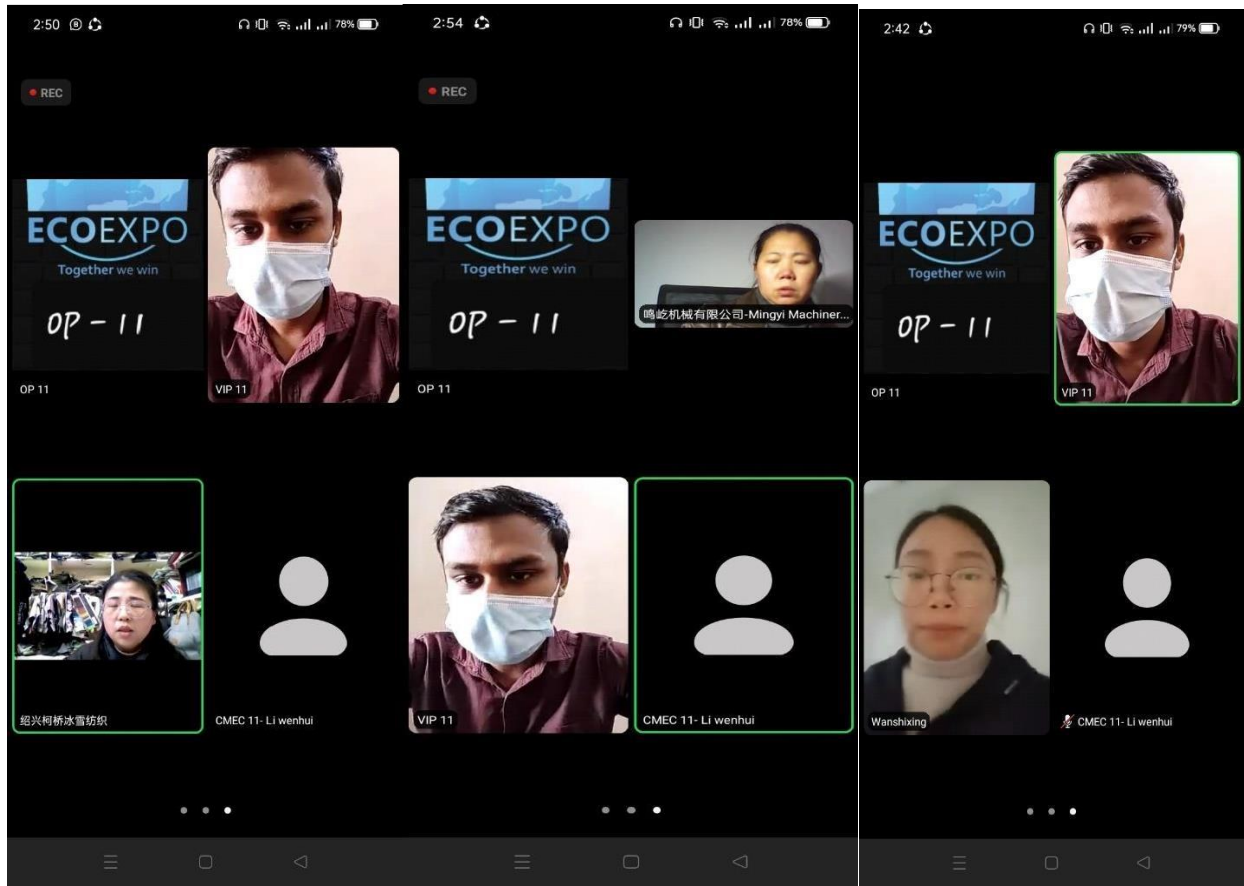 2:50
78%
REC
ECOEXPO
Together we win
OP - 11
OP 11
VIP 11
绍兴柯桥冰雪纺织
CMEC 11- Li wenhui
2:54
78%
REC
ECOEXPO
Together we win
OP - 11
OP 11
鸣屹机械有限公司-Mingyi Machiner...
VIP 11
CMEC 11- Li wenhui
2:42
79%
ECOEXPO
Together we win
OP - 11
OP 11
VIP 11
Wanshixing
CMEC 11- Li wenhui